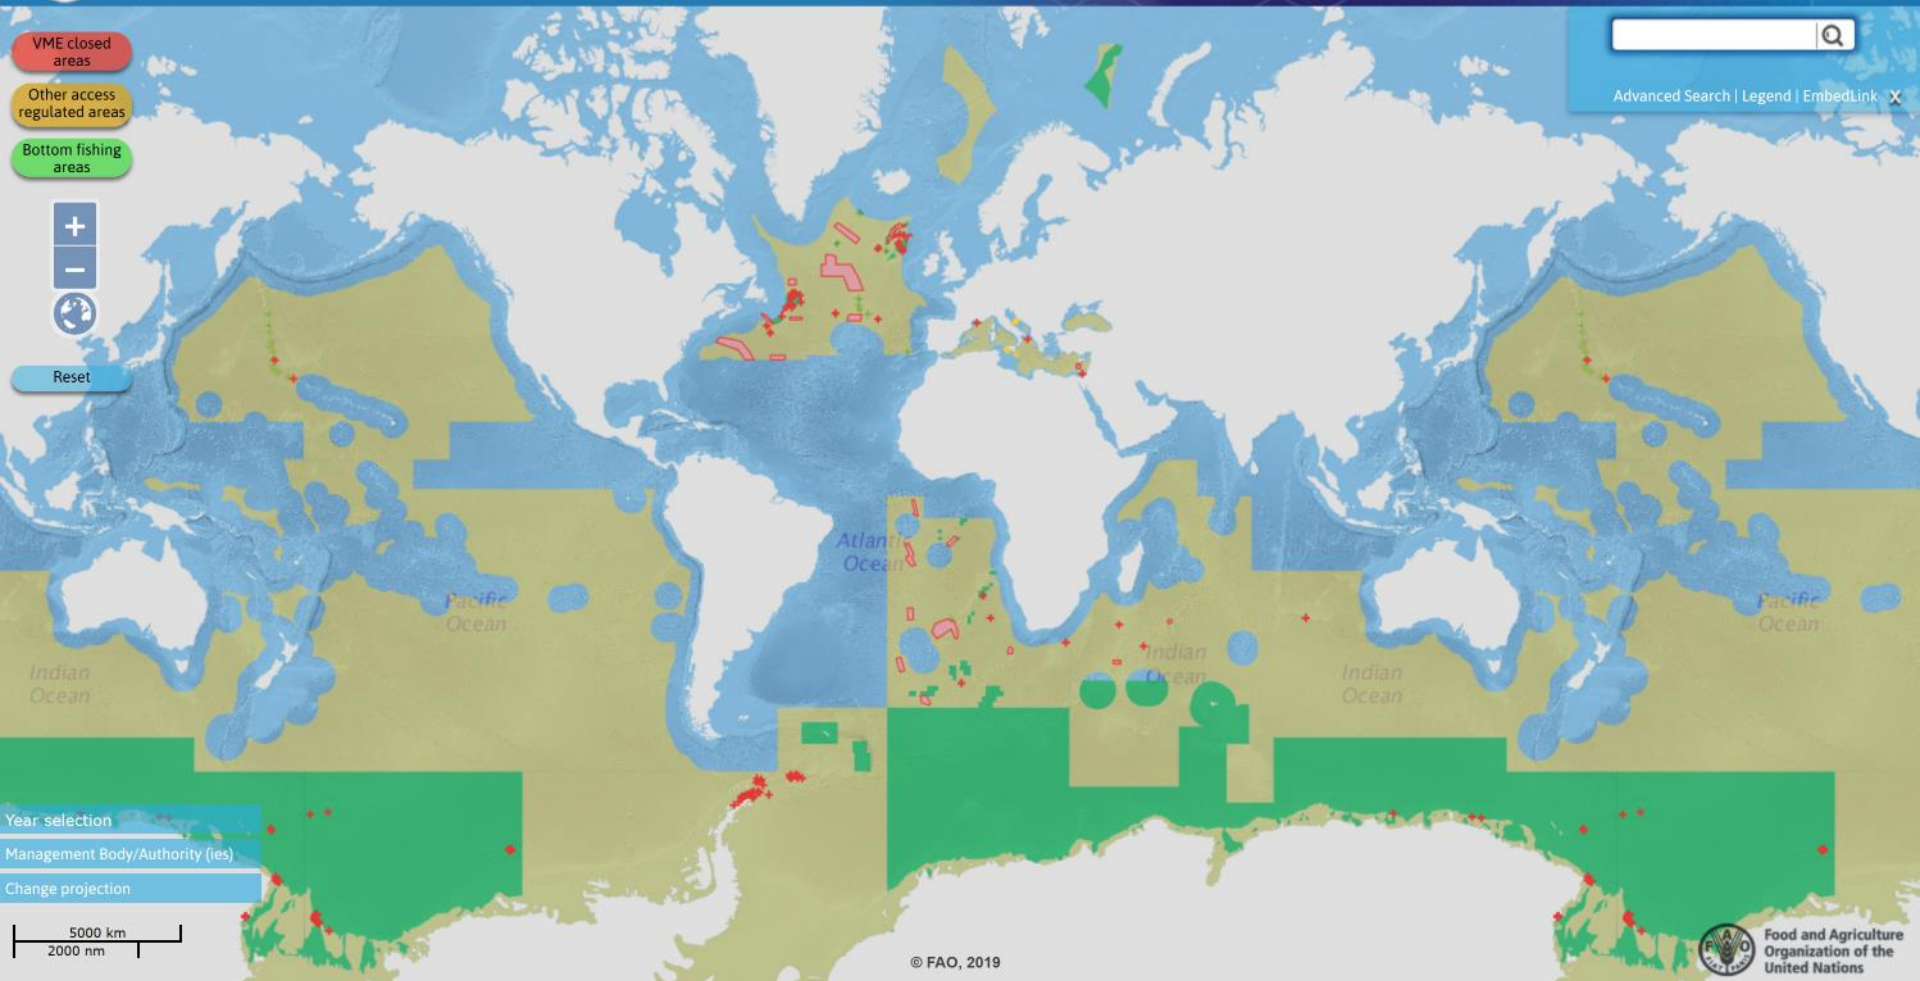 VME closed
areas
Other access
regulated areas
Bottom fishing
areas
+
−
Reset
Advanced Search | Legend | EmbedLink X
Atlantic
Ocean
Pacific
Ocean
Pacific
Ocean
Indian
Ocean
Indian
Ocean
Indian
Ocean
Year selection
Management Body/Authority (ies)
Change projection
5000 km
2000 nm
© FAO, 2019
F A O
FIAT PANIS
Food and Agriculture
Organization of the
United Nations